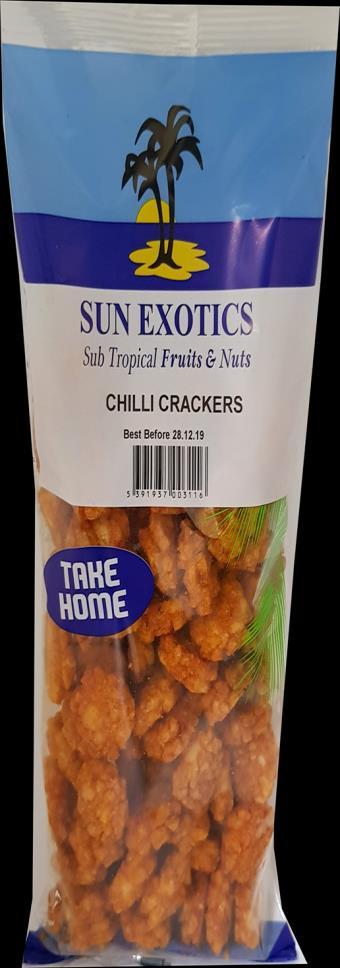 SUN EXOTICS
Sub Tropical Fruits & Nuts
CHILLI CRACKERS
Best Before 28.12.19
5 391937 003116
TAKE
HOME